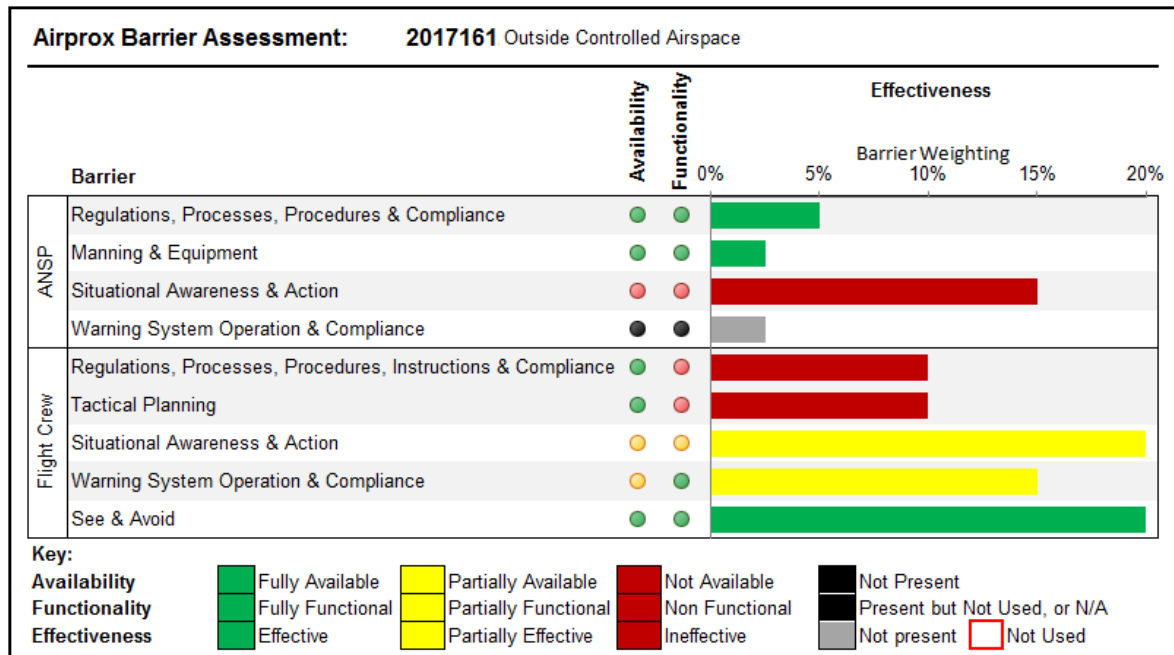 Airprox Barrier Assessment: 2017161 Outside Controlled Airspace
Availability
Functionality
Effectiveness
Barrier Weighting
Barrier
0% 5% 10% 15% 20%
ANSP
Regulations, Processes, Procedures & Compliance
Manning & Equipment
Situational Awareness & Action
Warning System Operation & Compliance
Flight Crew
Regulations, Processes, Procedures, Instructions & Compliance
Tactical Planning
Situational Awareness & Action
Warning System Operation & Compliance
See & Avoid
Key:
Availability Fully Available Partially Available Not Available Not Present
Functionality Fully Functional Partially Functional Non Functional Present but Not Used, or N/A
Effectiveness Effective Partially Effective Ineffective Not present Not Used